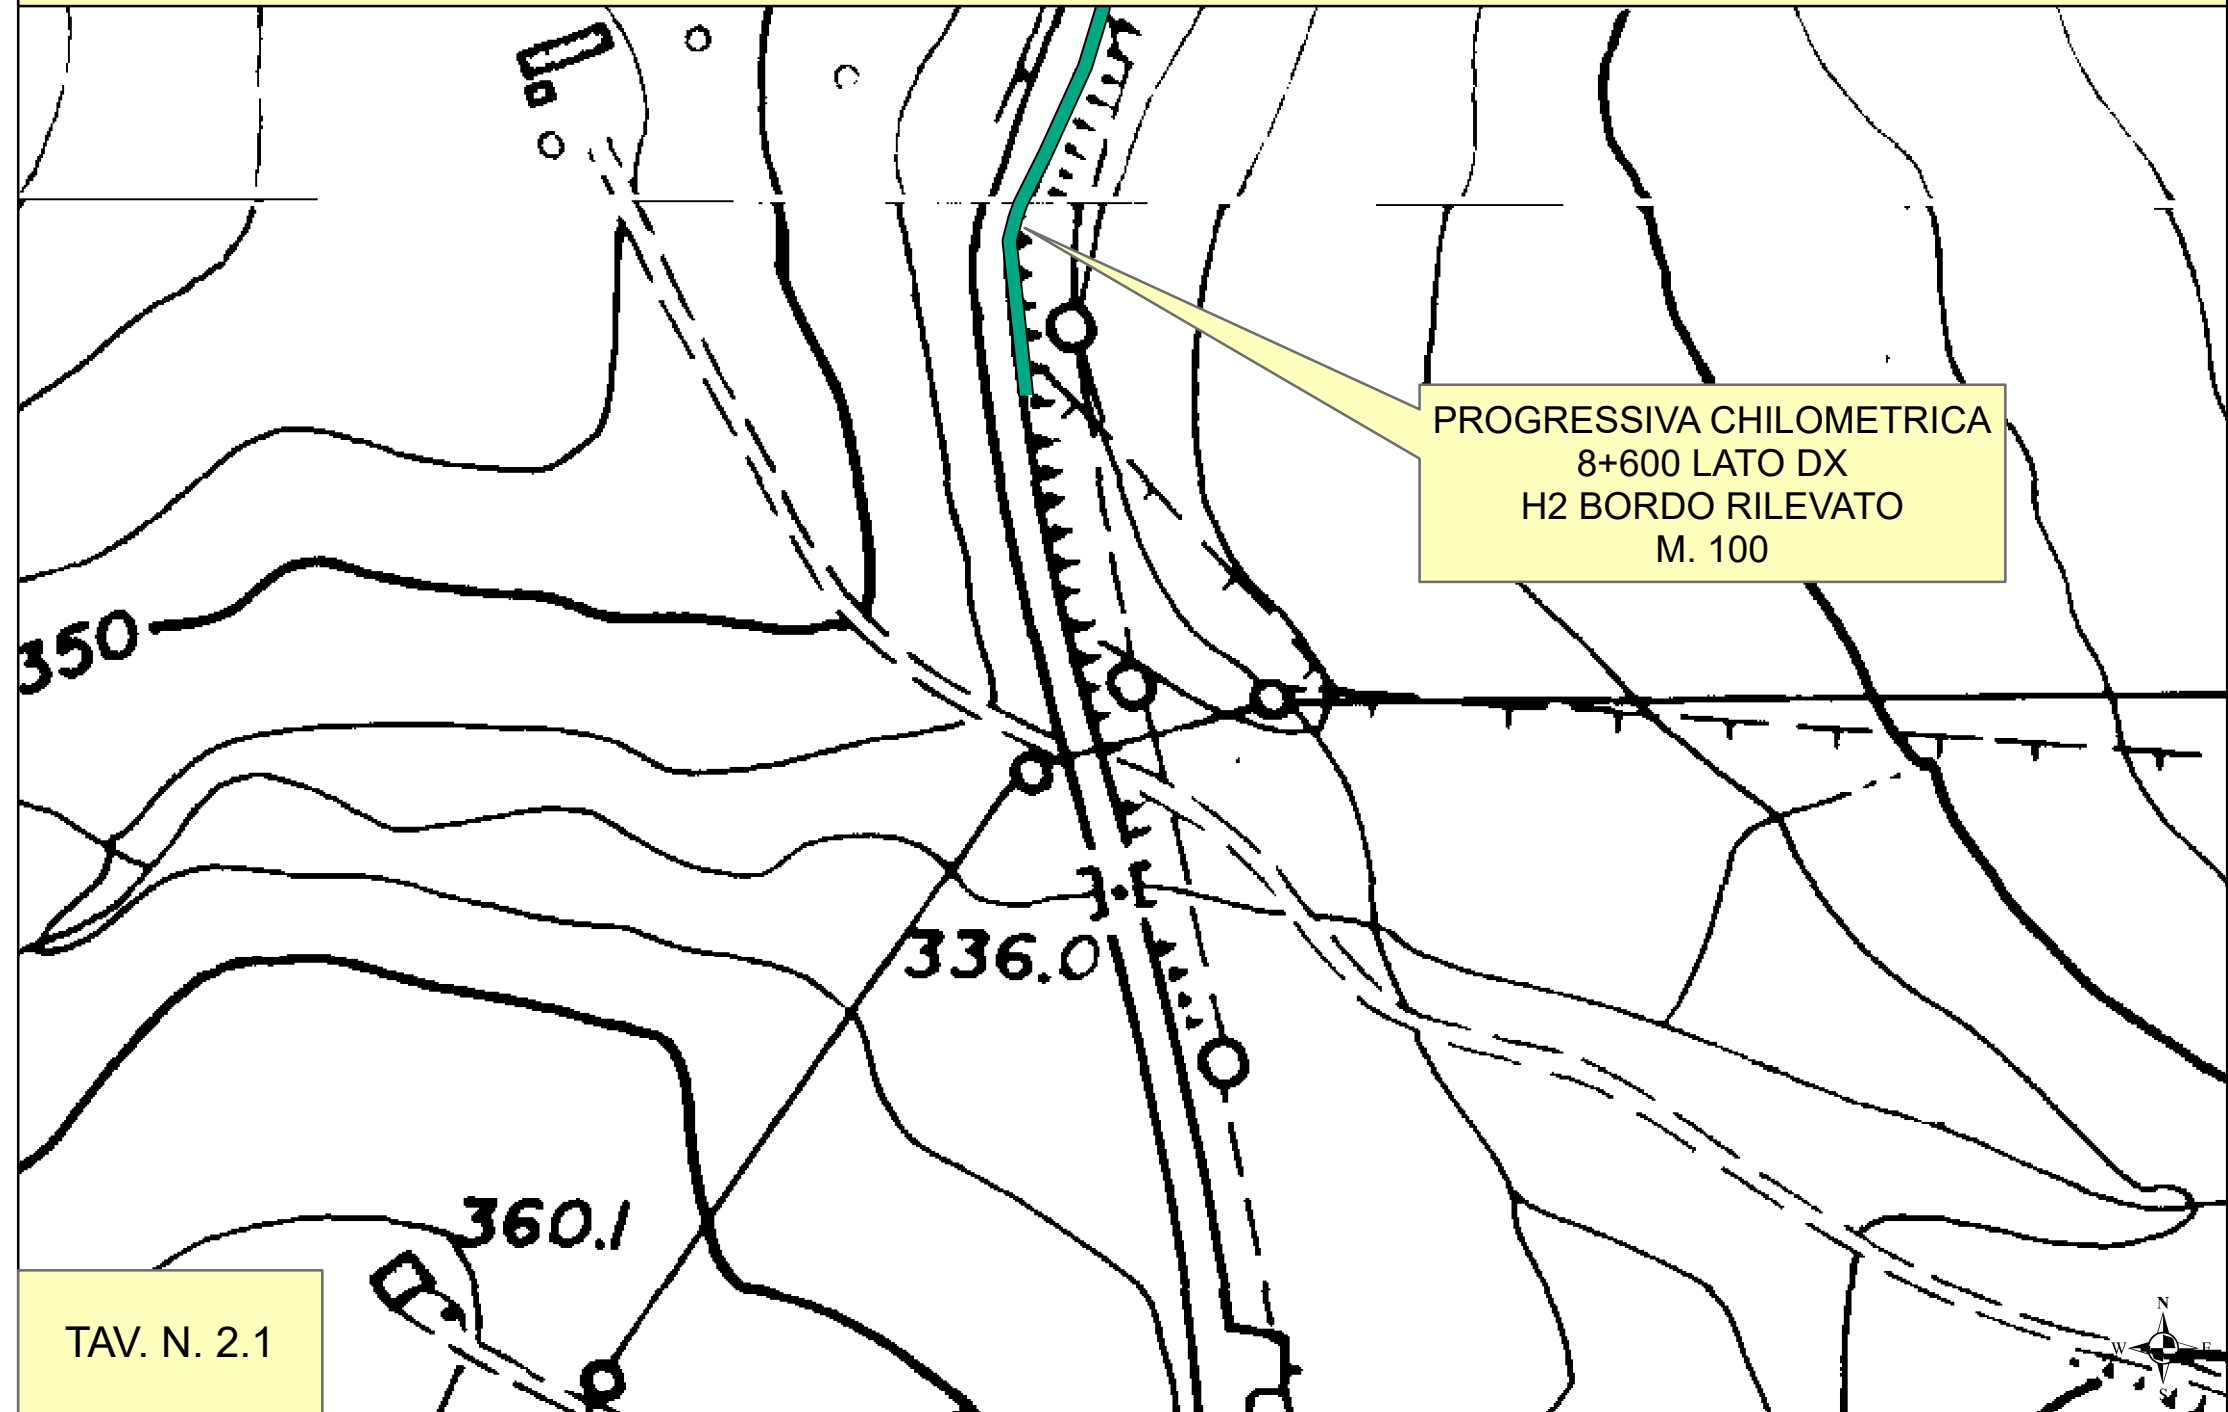 PROGRESSIVA CHILOMETRICA
8+600 LATO DX
H2 BORDO RILEVATO
M. 100
350
336.0
360.1
TAV. N. 2.1
N
W
E
S